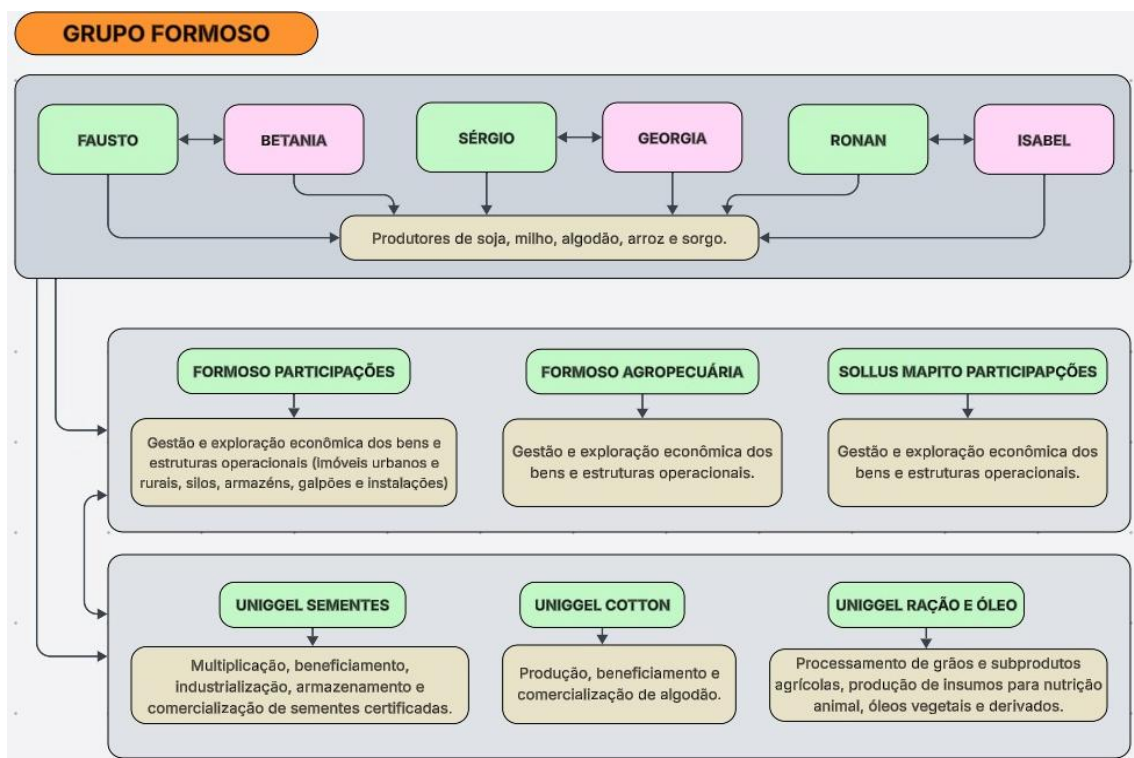 GRUPO FORMOSO
FAUSTO
BETANIA
SÉRGIO
GEORGIA
RONAN
ISABEL
Produtores de soja, milho, algodão, arroz e sorgo.
FORMOSO PARTICIPAÇÕES
FORMOSO AGROPECUÁRIA
SOLLUS MAPITO PARTICIPAPÇÕES
Gestão e exploração econômica dos bens e
estruturas operacionais (imóveis urbanos e
rurais, silos, armazéns, galpões e instalações)
Gestão e exploração econômica dos
bens e estruturas operacionais.
Gestão e exploração econômica dos
bens e estruturas operacionais.
UNIGGEL SEMENTES
UNIGGEL COTTON
UNIGGEL RAÇÃO E ÓLEO
Multiplicação, beneficiamento,
industrialização, armazenamento e
comercialização de sementes certificadas.
Produção, beneficiamento e
comercialização de algodão.
Processamento de grãos e subprodutos
agrícolas, produção de insumos para nutrição
animal, óleos vegetais e derivados.